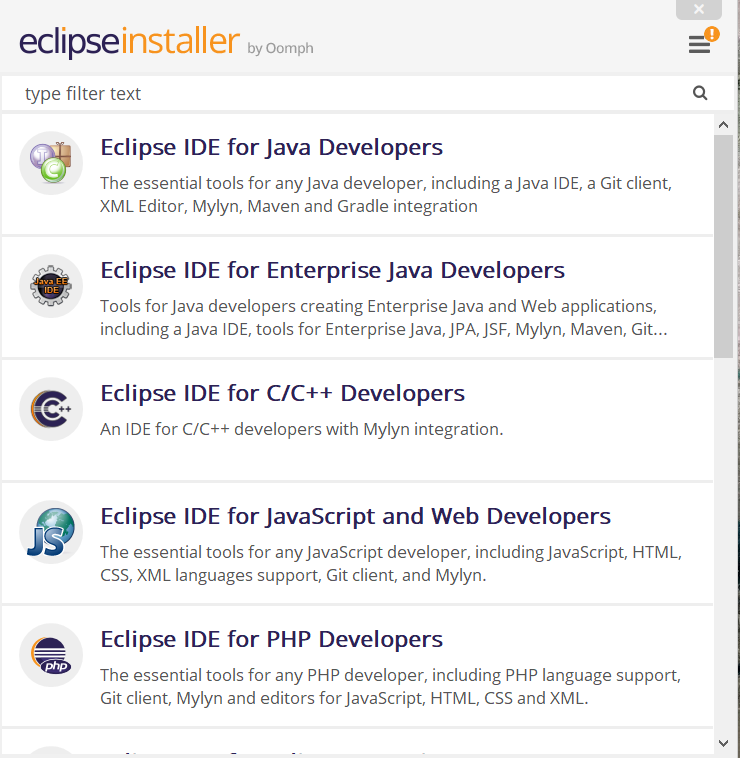 eclipseinstaller by Oomph
type filter text
Eclipse IDE for Java Developers
The essential tools for any Java developer, including a Java IDE, a Git client,
XML Editor, Mylyn, Maven and Gradle integration
Java EE
IDE
Eclipse IDE for Enterprise Java Developers
Tools for Java developers creating Enterprise Java and Web applications,
including a Java IDE, tools for Enterprise Java, JPA, JSF, Mylyn, Maven, Git...
C++
Eclipse IDE for C/C++ Developers
An IDE for C/C++ developers with Mylyn integration.
JS
Eclipse IDE for JavaScript and Web Developers
The essential tools for any JavaScript developer, including JavaScript, HTML,
CSS, XML languages support, Git client, and Mylyn.
php
Eclipse IDE for PHP Developers
The essential tools for any PHP developer, including PHP language support,
Git client, Mylyn and editors for JavaScript, HTML, CSS and XML.